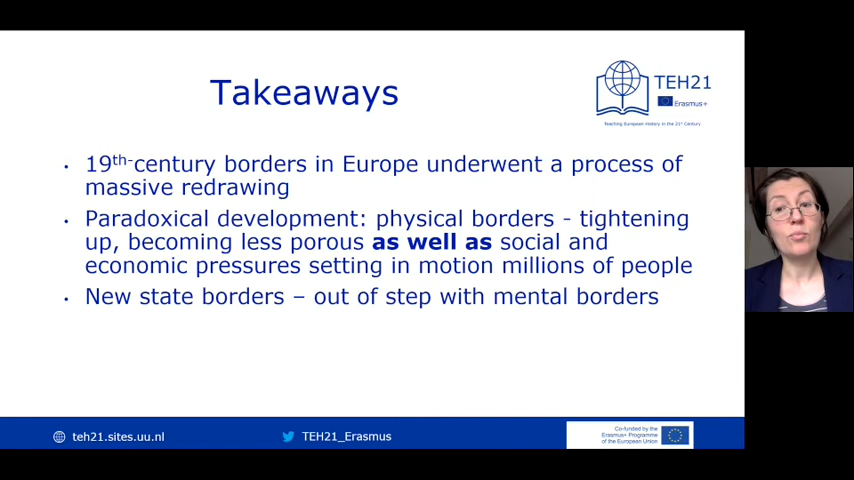 Takeaways
TEH21
Erasmus+
Teaching European History in the 21st Century
• 19th-century borders in Europe underwent a process of
massive redrawing
• Paradoxical development: physical borders - tightening
up, becoming less porous as well as social and
economic pressures setting in motion millions of people
• New state borders – out of step with mental borders
teh21.sites.uu.nl
TEH21_Erasmus
Co-funded by the
Erasmus+ Programme
of the European Union